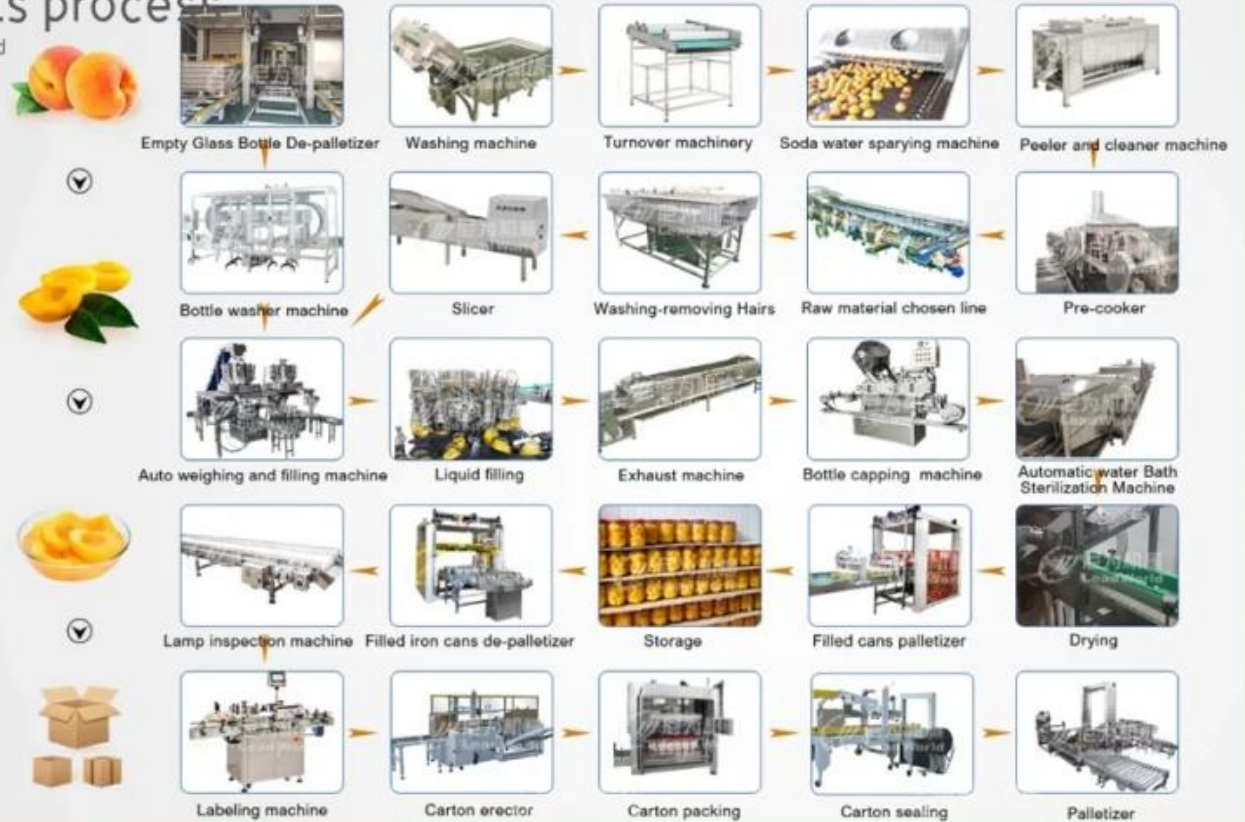 s process
d
Empty Glass Bottle De-palletizer
Washing machine
Turnover machinery
Soda water sparying machine
Peeler and cleaner machine
Bottle washer machine
Slicer
Washing-removing Hairs
Raw material chosen line
Pre-cooker
Auto weighing and filling machine
Liquid filling
Exhaust machine
Bottle capping machine
Automatic water Bath
Sterilization Machine
LeadWorld
Lamp inspection machine
Filled iron cans de-palletizer
Storage
Filled cans palletizer
Drying
Labeling machine
Carton erector
Carton packing
Carton sealing
Palletizer